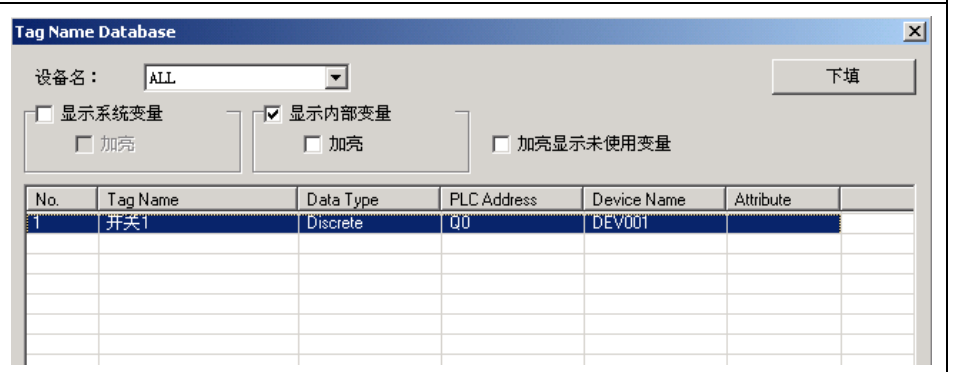 Tag Name Database
设备名： ALL 下填
显示系统变量 显示内部变量
加亮 加亮 加亮显示未使用变量
No. Tag Name Data Type PLC Address Device Name Attribute
1 开关1 Discrete Q0 DEV001